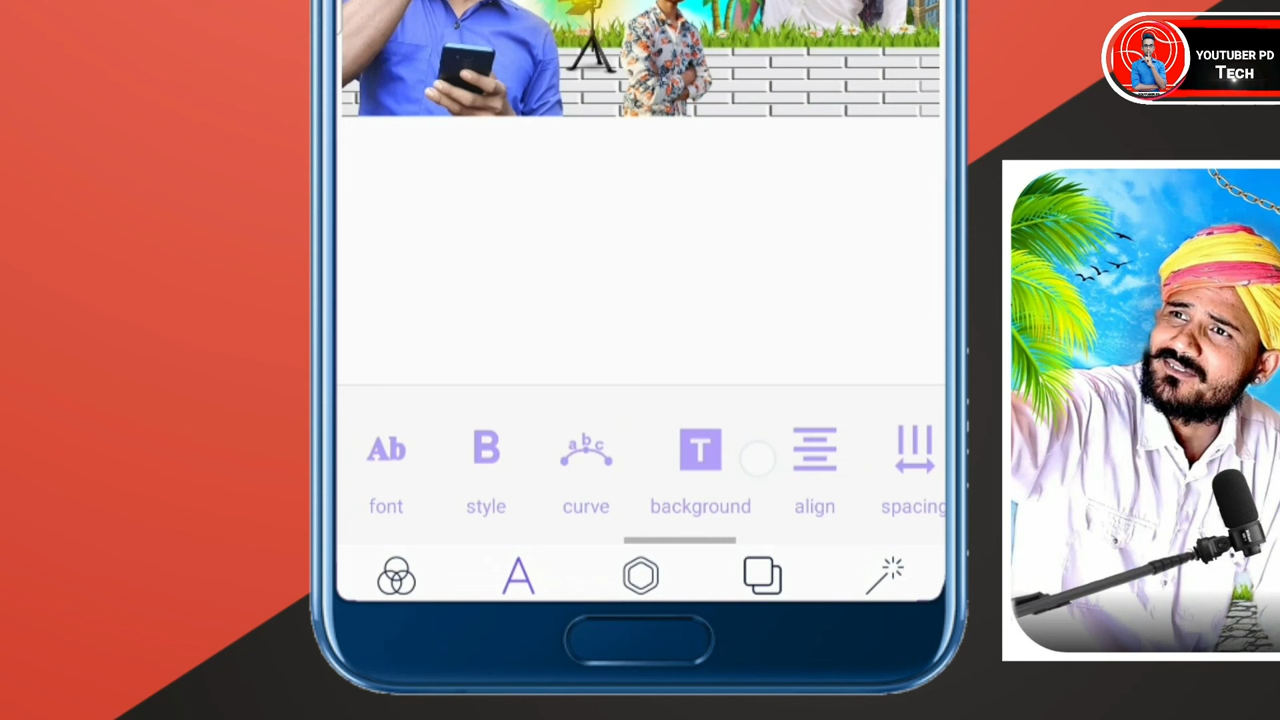 YOUTUBER PD
TECH
abc
Ab
B
T
font
style
curve
background
align
spacing
A